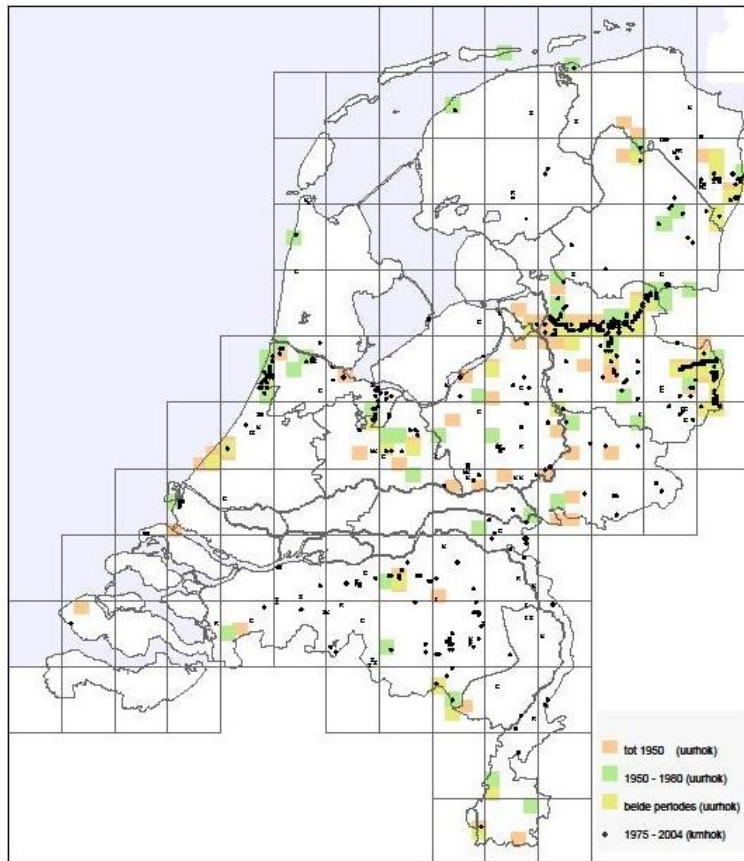 tot 1950 (uurhok)
1950 - 1980 (uurhok)
beide periodes (uurhok)
1975 - 2004 (kmhok)